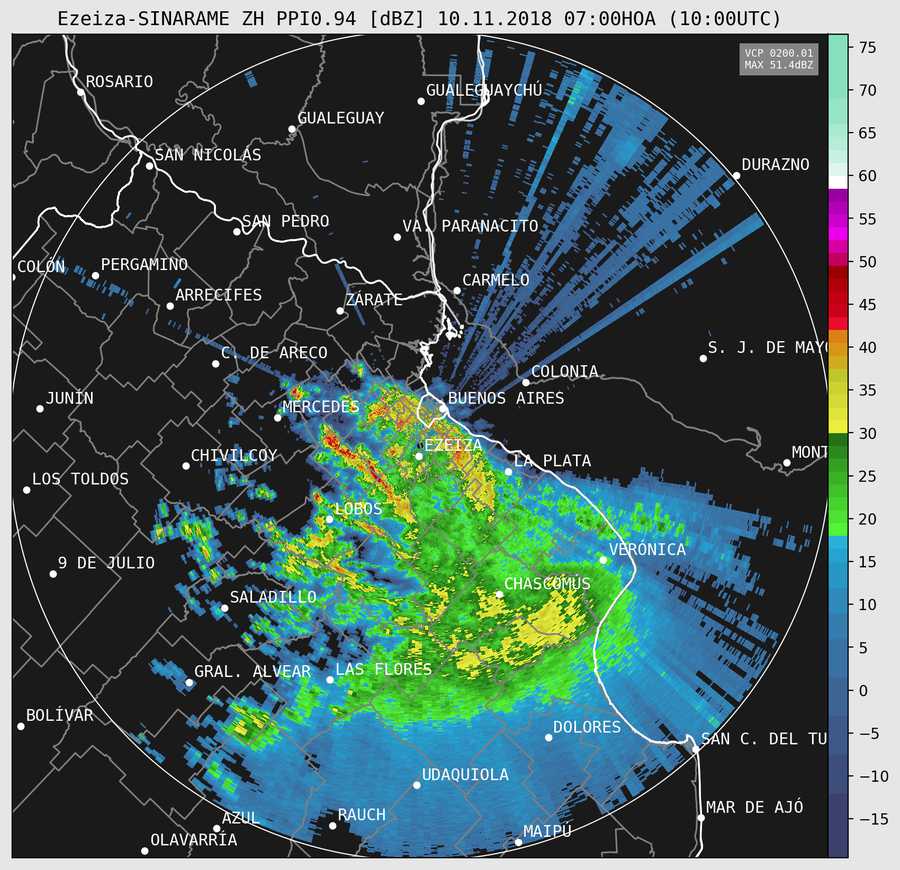 Ezeiza-SINARAME ZH PPI0.94 [dBZ] 10.11.2018 07:00HOA (10:00UTC)
VCP 0200.01
MAX 51.4dBZ
ROSARIO
GUALEGUAYCHÚ
GUALEGUAY
SAN NICOLÁS
DURAZNO
SAN PEDRO
VA. PARANACITO
COLÓN
PERGAMINO
CARMELO
ARRECIFES
ZÁRATE
C. DE ARECO
S. J. DE MAY
COLONIA
JUNÍN
MERCEDES
BUENOS AIRES
CHIVILCOY
EZEIZA
LA PLATA
MONT
LOS TOLDOS
LOBOS
9 DE JULIO
VERÓNICA
SALADILLO
CHASCOMÚS
GRAL. ALVEAR
LAS FLORES
BOLÍVAR
DOLORES
SAN C. DEL TU
UDAQUIOLA
MAR DE AJÓ
AZUL
RAUCH
OLAVARRÍA
MAIPÚ
75
70
65
60
55
50
45
40
35
30
25
20
15
10
5
0
−5
−10
−15